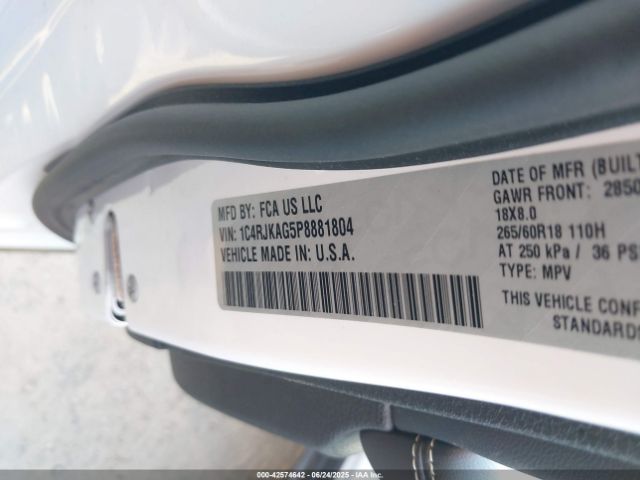 MFD BY: FCA US LLC
VIN: 1C4RJKAG5P8881804
VEHICLE MADE IN: U.S.A.
DATE OF MFR (BUILT
GAWR FRONT: 2850
18X8.0
265/60R18 110H
AT 250 kPa / 36 PS
TYPE: MPV
THIS VEHICLE CONF
STANDARDS
00-42574642 06/24/2025 © IAA Inc.